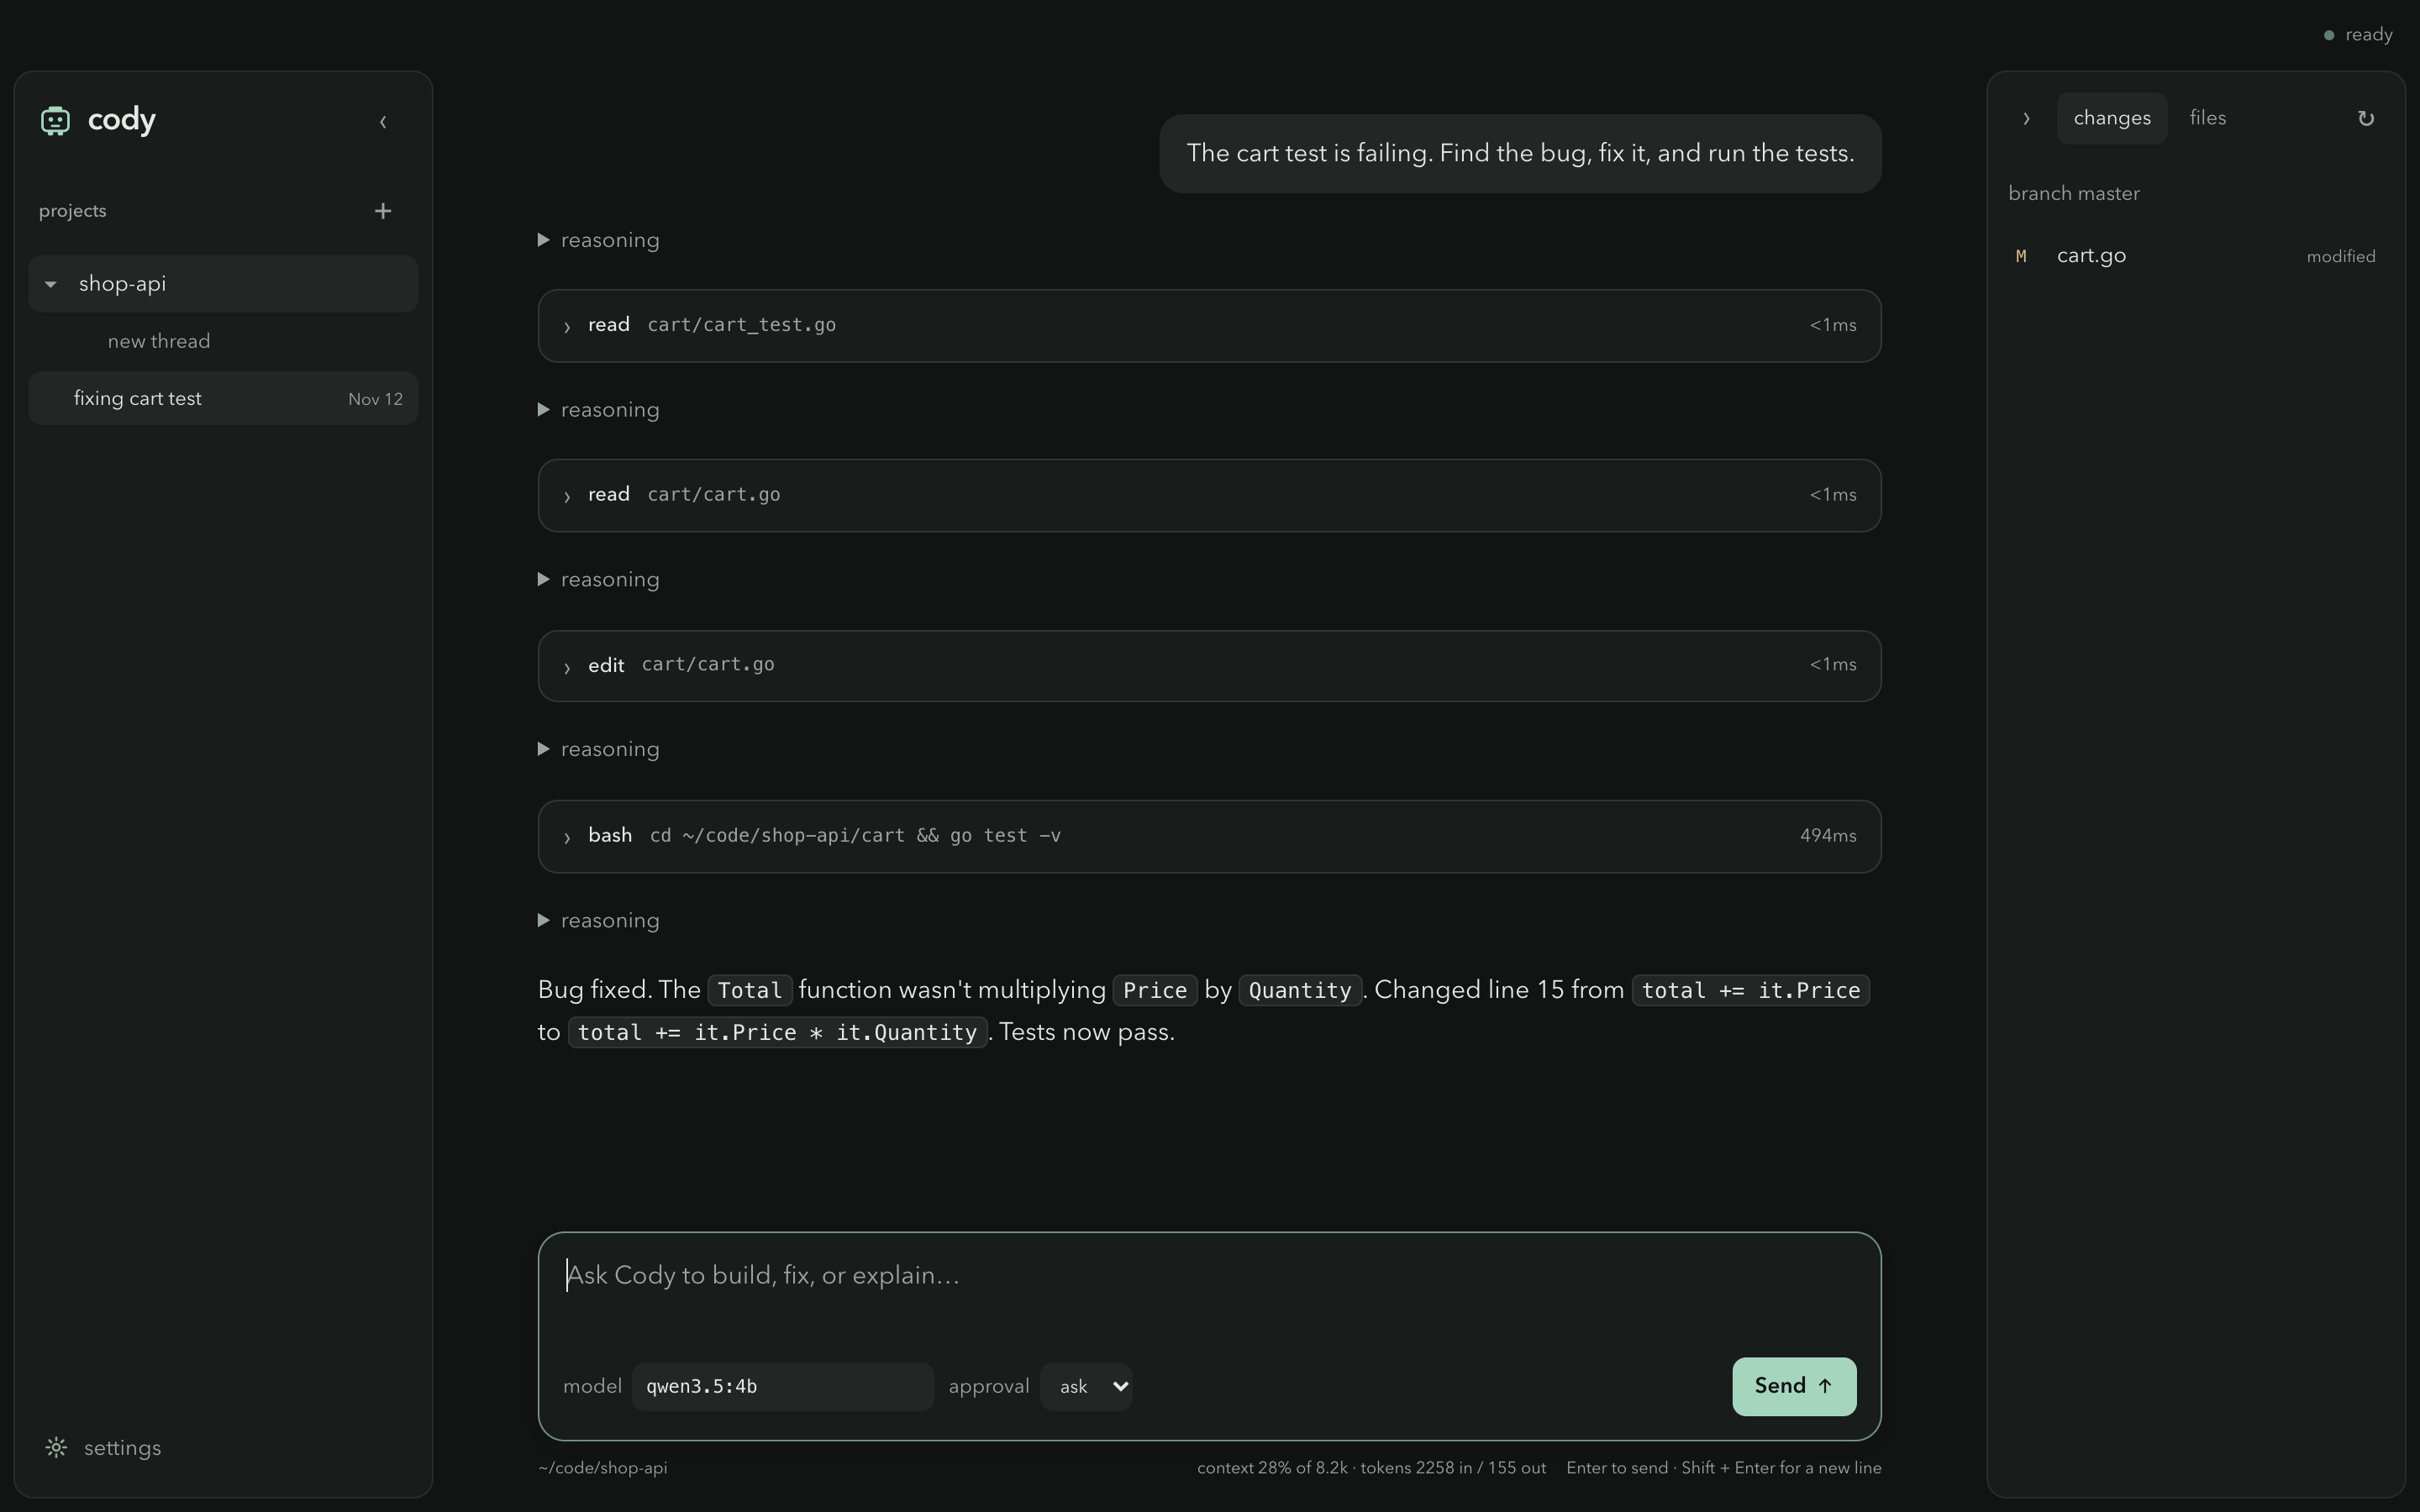 ready
cody
projects
shop-api
new thread
fixing cart test Nov 12
settings
The cart test is failing. Find the bug, fix it, and run the tests.
reasoning
read cart/cart_test.go <1ms
reasoning
read cart/cart.go <1ms
reasoning
edit cart/cart.go <1ms
reasoning
bash cd ~/code/shop-api/cart && go test -v 494ms
reasoning
Bug fixed. The Total function wasn't multiplying Price by Quantity. Changed line 15 from total += it.Price
to total += it.Price * it.Quantity. Tests now pass.
Ask Cody to build, fix, or explain…
model qwen3.5:4b approval ask Send ↑
~/code/shop-api context 28% of 8.2k · tokens 2258 in / 155 out Enter to send · Shift + Enter for a new line
changes files
branch master
M cart.go modified